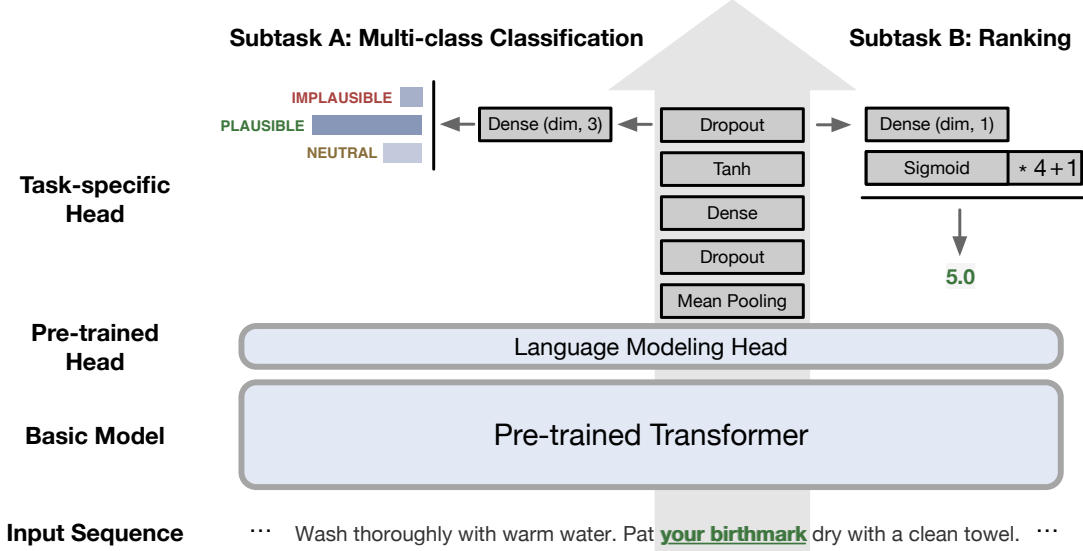 Subtask A: Multi-class Classification
Subtask B: Ranking
IMPLAUSIBLE
PLAUSIBLE
NEUTRAL
Dense (dim, 3)
Dropout
Dense (dim, 1)
Tanh
Sigmoid
* 4+1
Task-specific
Head
Dense
Dropout
5.0
Mean Pooling
Pre-trained
Head
Language Modeling Head
Basic Model
Pre-trained Transformer
Input Sequence
··· Wash thoroughly with warm water. Pat your birthmark dry with a clean towel. ···